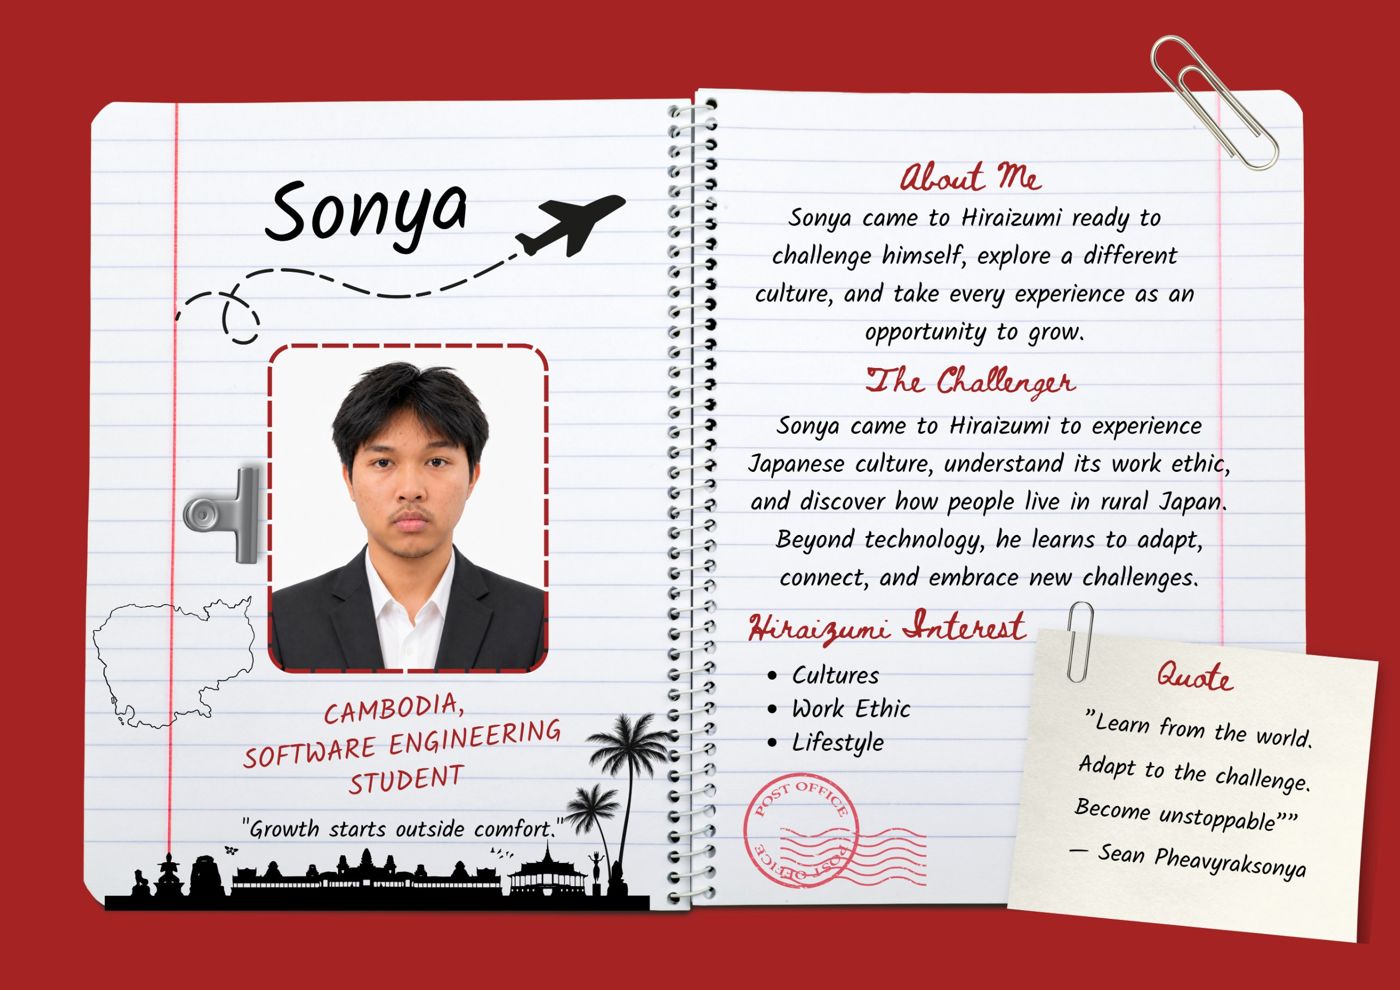 Sonya
CAMBODIA,
SOFTWARE ENGINEERING
STUDENT
"Growth starts outside comfort."
About Me
Sonya came to Hiraizumi ready to
challenge himself, explore a different
culture, and take every experience as an
opportunity to grow.
The Challenger
Sonya came to Hiraizumi to experience
Japanese culture, understand its work ethic,
and discover how people live in rural Japan.
Beyond technology, he learns to adapt,
connect, and embrace new challenges.
Hiraizumi Interest
• Cultures
• Work Ethic
• Lifestyle
POST OFFICE
POST OFFICE
Quote
”Learn from the world.
Adapt to the challenge.
Become unstoppable””
— Sean Pheavyraksonya